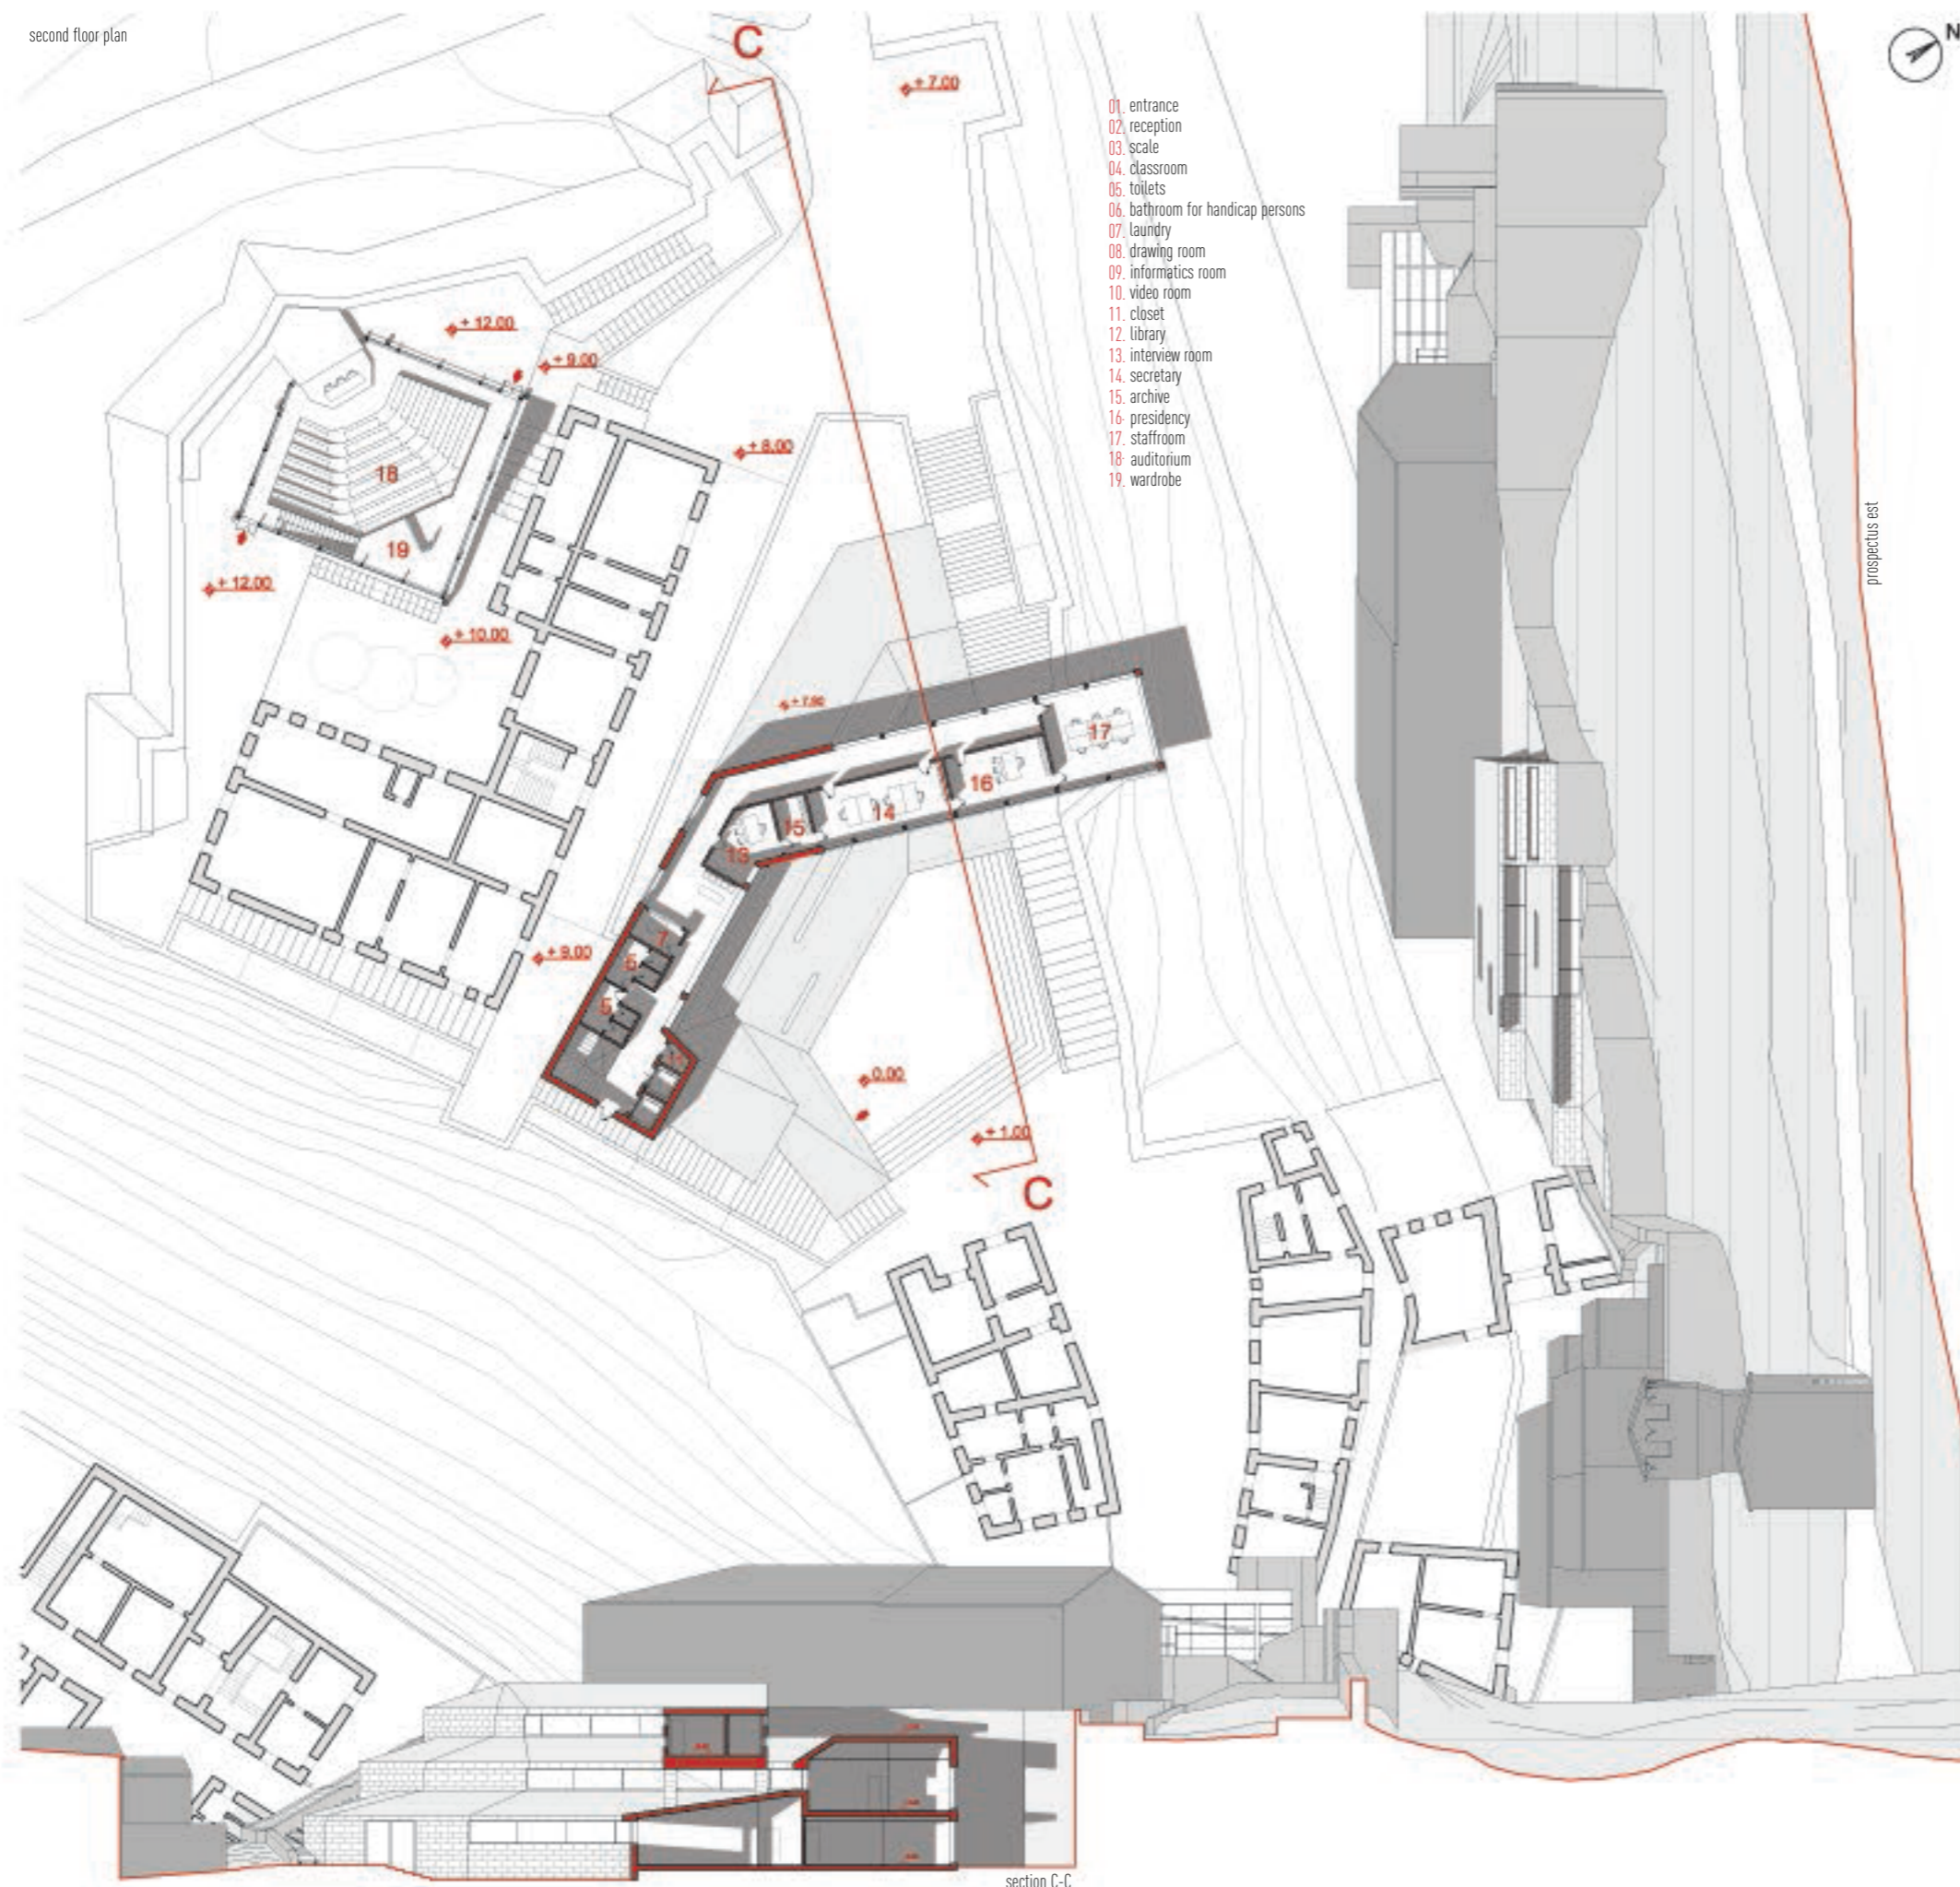 second floor plan
C
N
+ 7.00
01. entrance
02. reception
03. scale
04. classroom
05. toilets
06. bathroom for handicap persons
07. laundry
08. drawing room
09. informatics room
10. video room
11. closet
12. library
13. interview room
14. secretary
15. archive
16. presidency
17. staffroom
18. auditorium
19. wardrobe
+ 12.00
+ 9.00
+ 8.00
18
19
+ 12.00
+ 10.00
prospectus est
17
16
14
15
13
7
+ 9.00
5
0.00
+ 1.00
C
section C-C